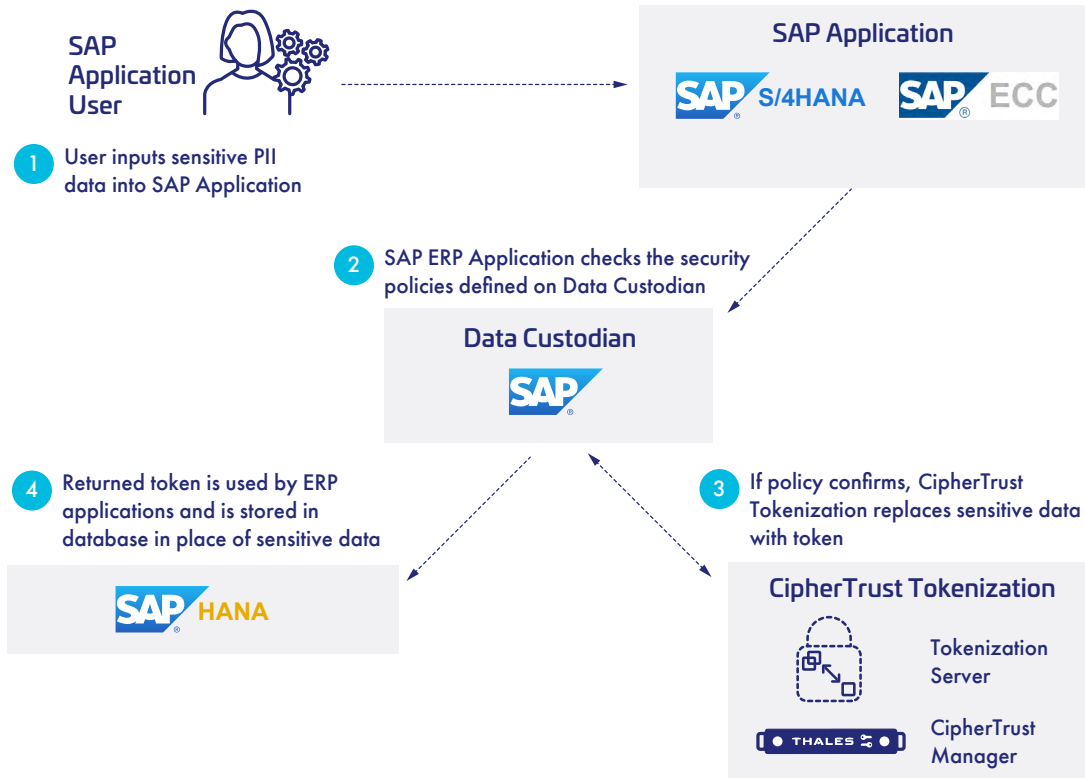 SAP
Application
User
SAP Application
SAP® S/4HANA
SAP® ECC
1
User inputs sensitive PII
data into SAP Application
2
SAP ERP Application checks the security
policies defined on Data Custodian
Data Custodian
SAP®
4
Returned token is used by ERP
applications and is stored in
database in place of sensitive data
SAP® HANA
3
If policy confirms, CipherTrust
Tokenization replaces sensitive data
with token
CipherTrust Tokenization
Tokenization
Server
THALES
CipherTrust
Manager